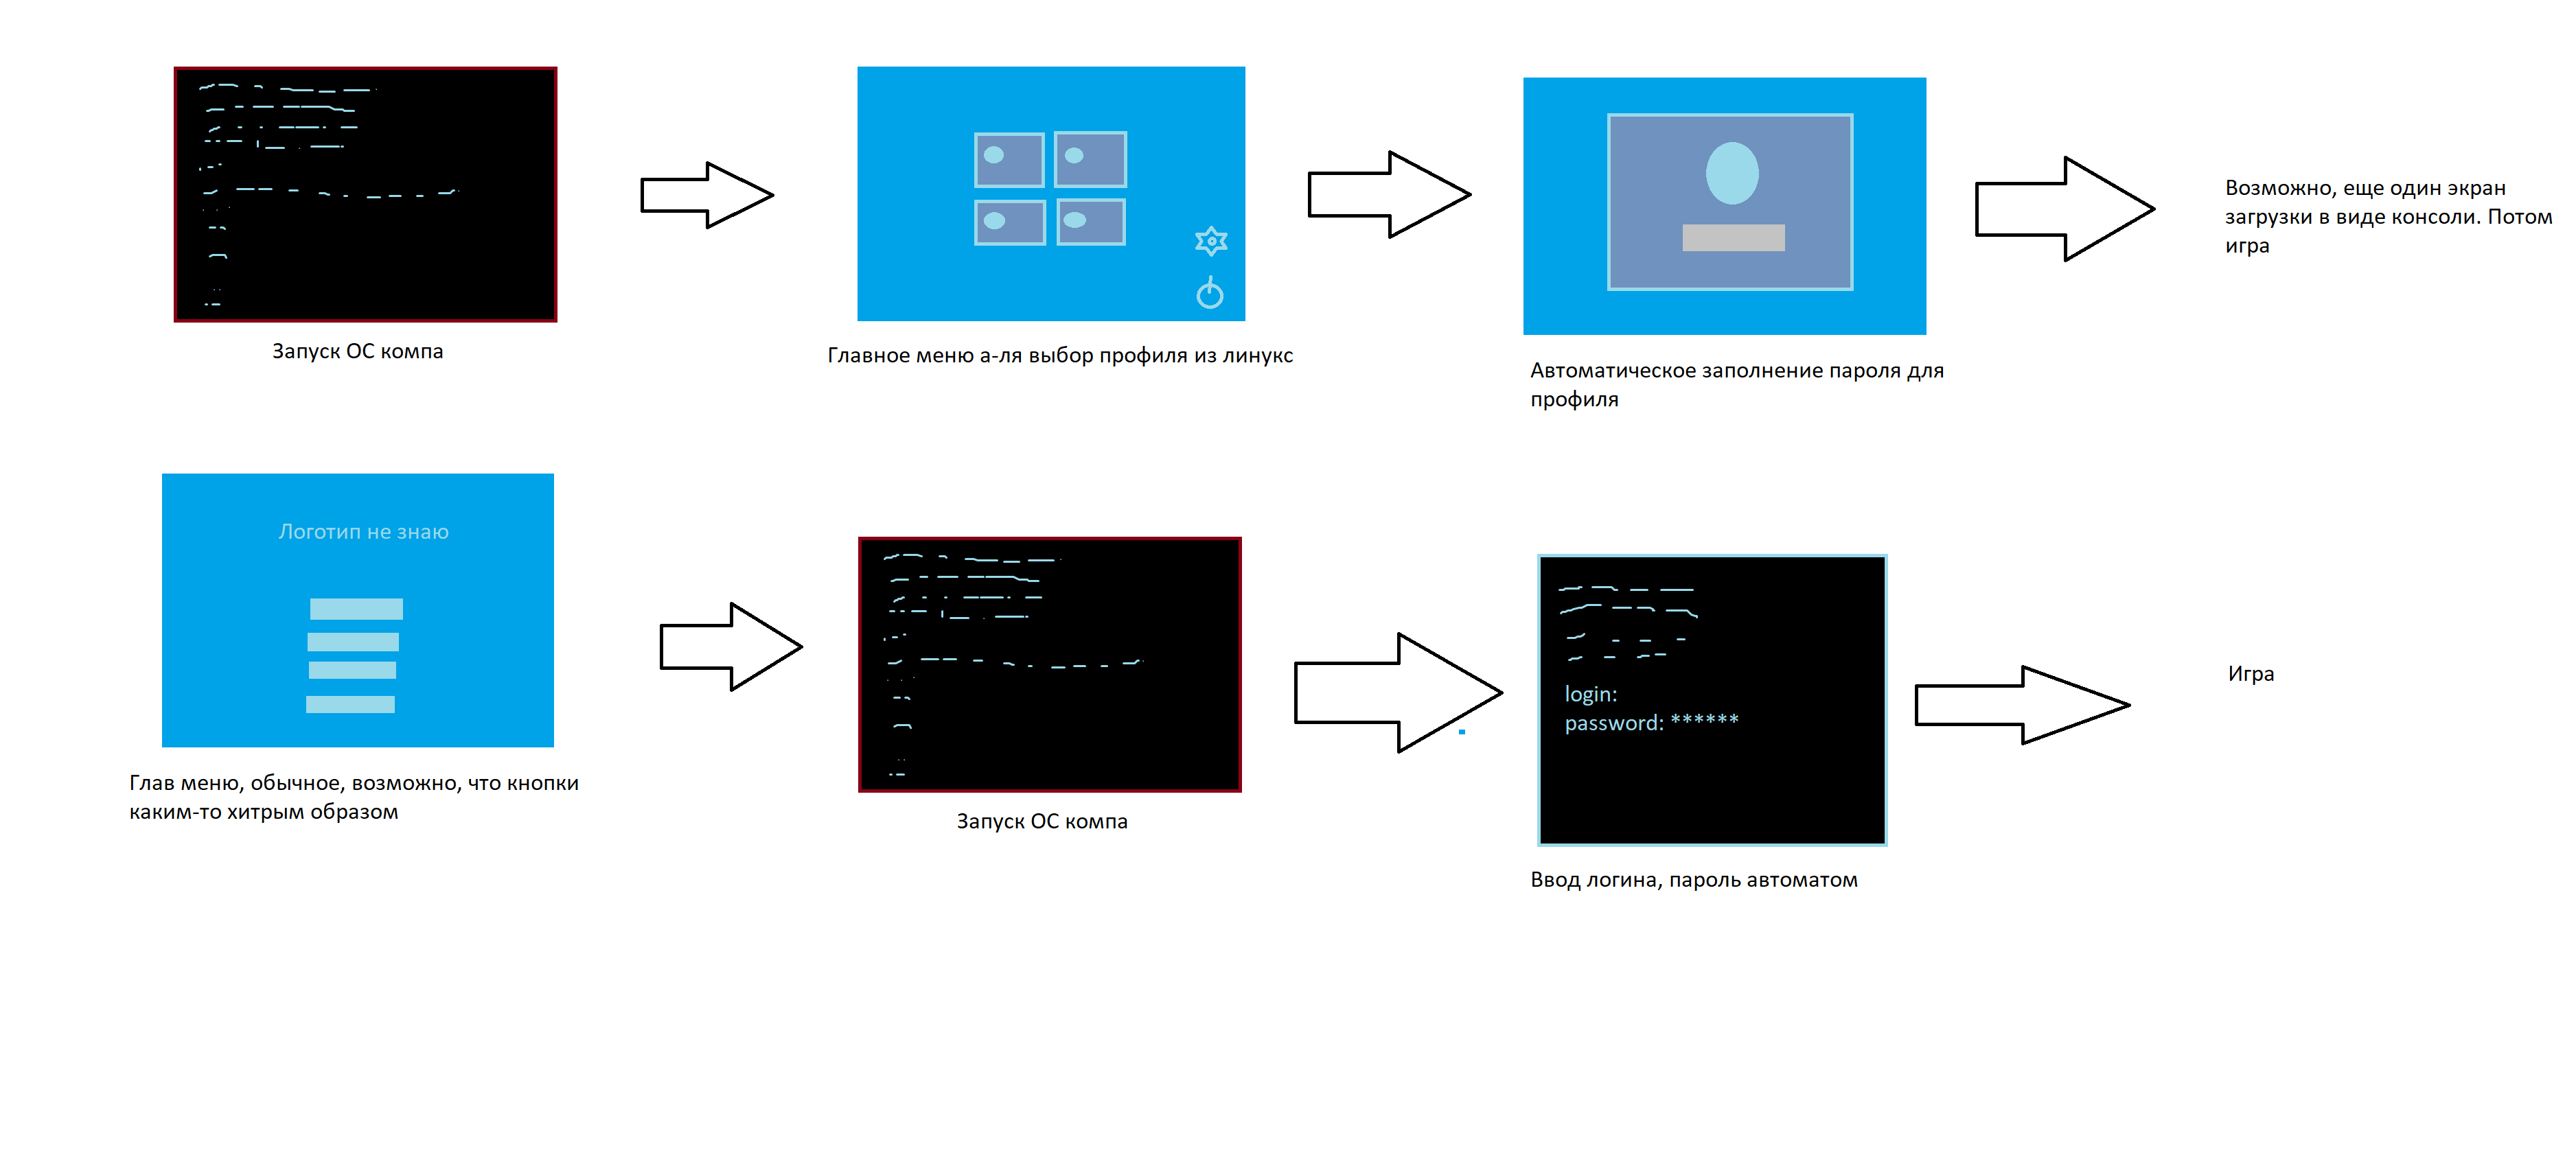 Запуск ОС компа
Главное меню а-ля выбор профиля из линукс
Автоматическое заполнение пароля для
профиля
Возможно, еще один экран
загрузки в виде консоли. Потом
игра
Логотип не знаю
Глав меню, обычное, возможно, что кнопки
каким-то хитрым образом
Запуск ОС компа
login:
password: ******
Ввод логина, пароль автоматом
Игра